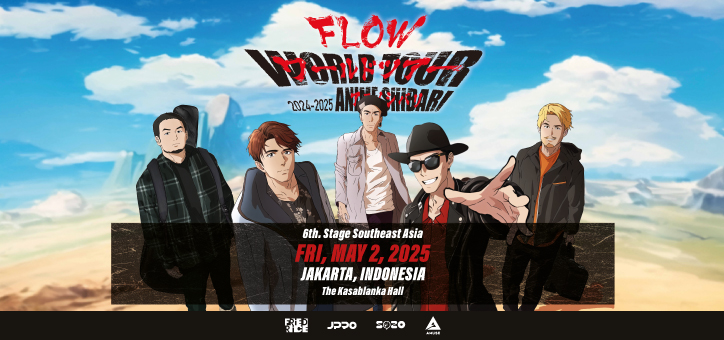 FLOW
WORLD TOUR
2024-2025 ANIME SHIBARI
6th. Stage Southeast Asia
FRI, MAY 2, 2025
JAKARTA, INDONESIA
The Kasablanka Hall
JPPO SOZO AMUSE